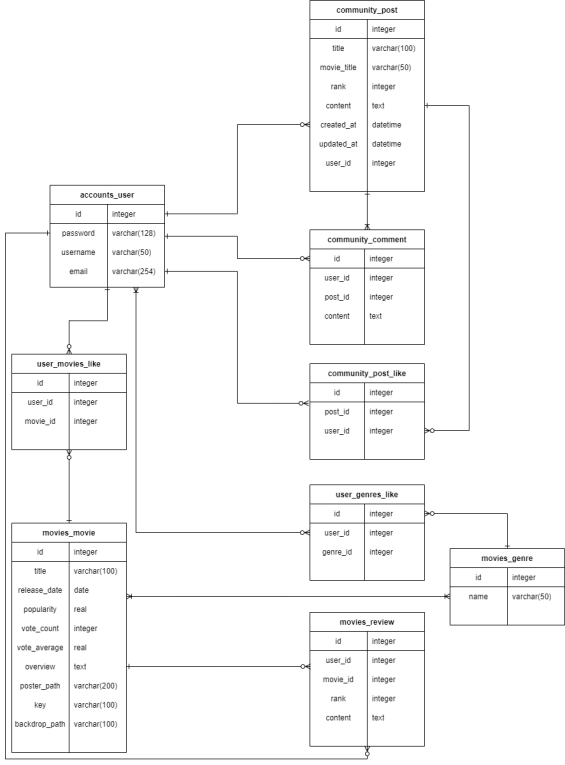 community_post
id integer
title varchar(100)
movie_title varchar(50)
rank integer
content text
created_at datetime
updated_at datetime
user_id integer
accounts_user
id integer
password varchar(128)
username varchar(50)
email varchar(254)
community_comment
id integer
user_id integer
post_id integer
content text
user_movies_like
id integer
user_id integer
movie_id integer
community_post_like
id integer
post_id integer
user_id integer
user_genres_like
id integer
user_id integer
genre_id integer
movies_movie
id integer
title varchar(100)
release_date date
popularity real
vote_count integer
vote_average real
overview text
poster_path varchar(200)
key varchar(100)
backdrop_path varchar(100)
movies_genre
id integer
name varchar(50)
movies_review
id integer
user_id integer
movie_id integer
rank integer
content text